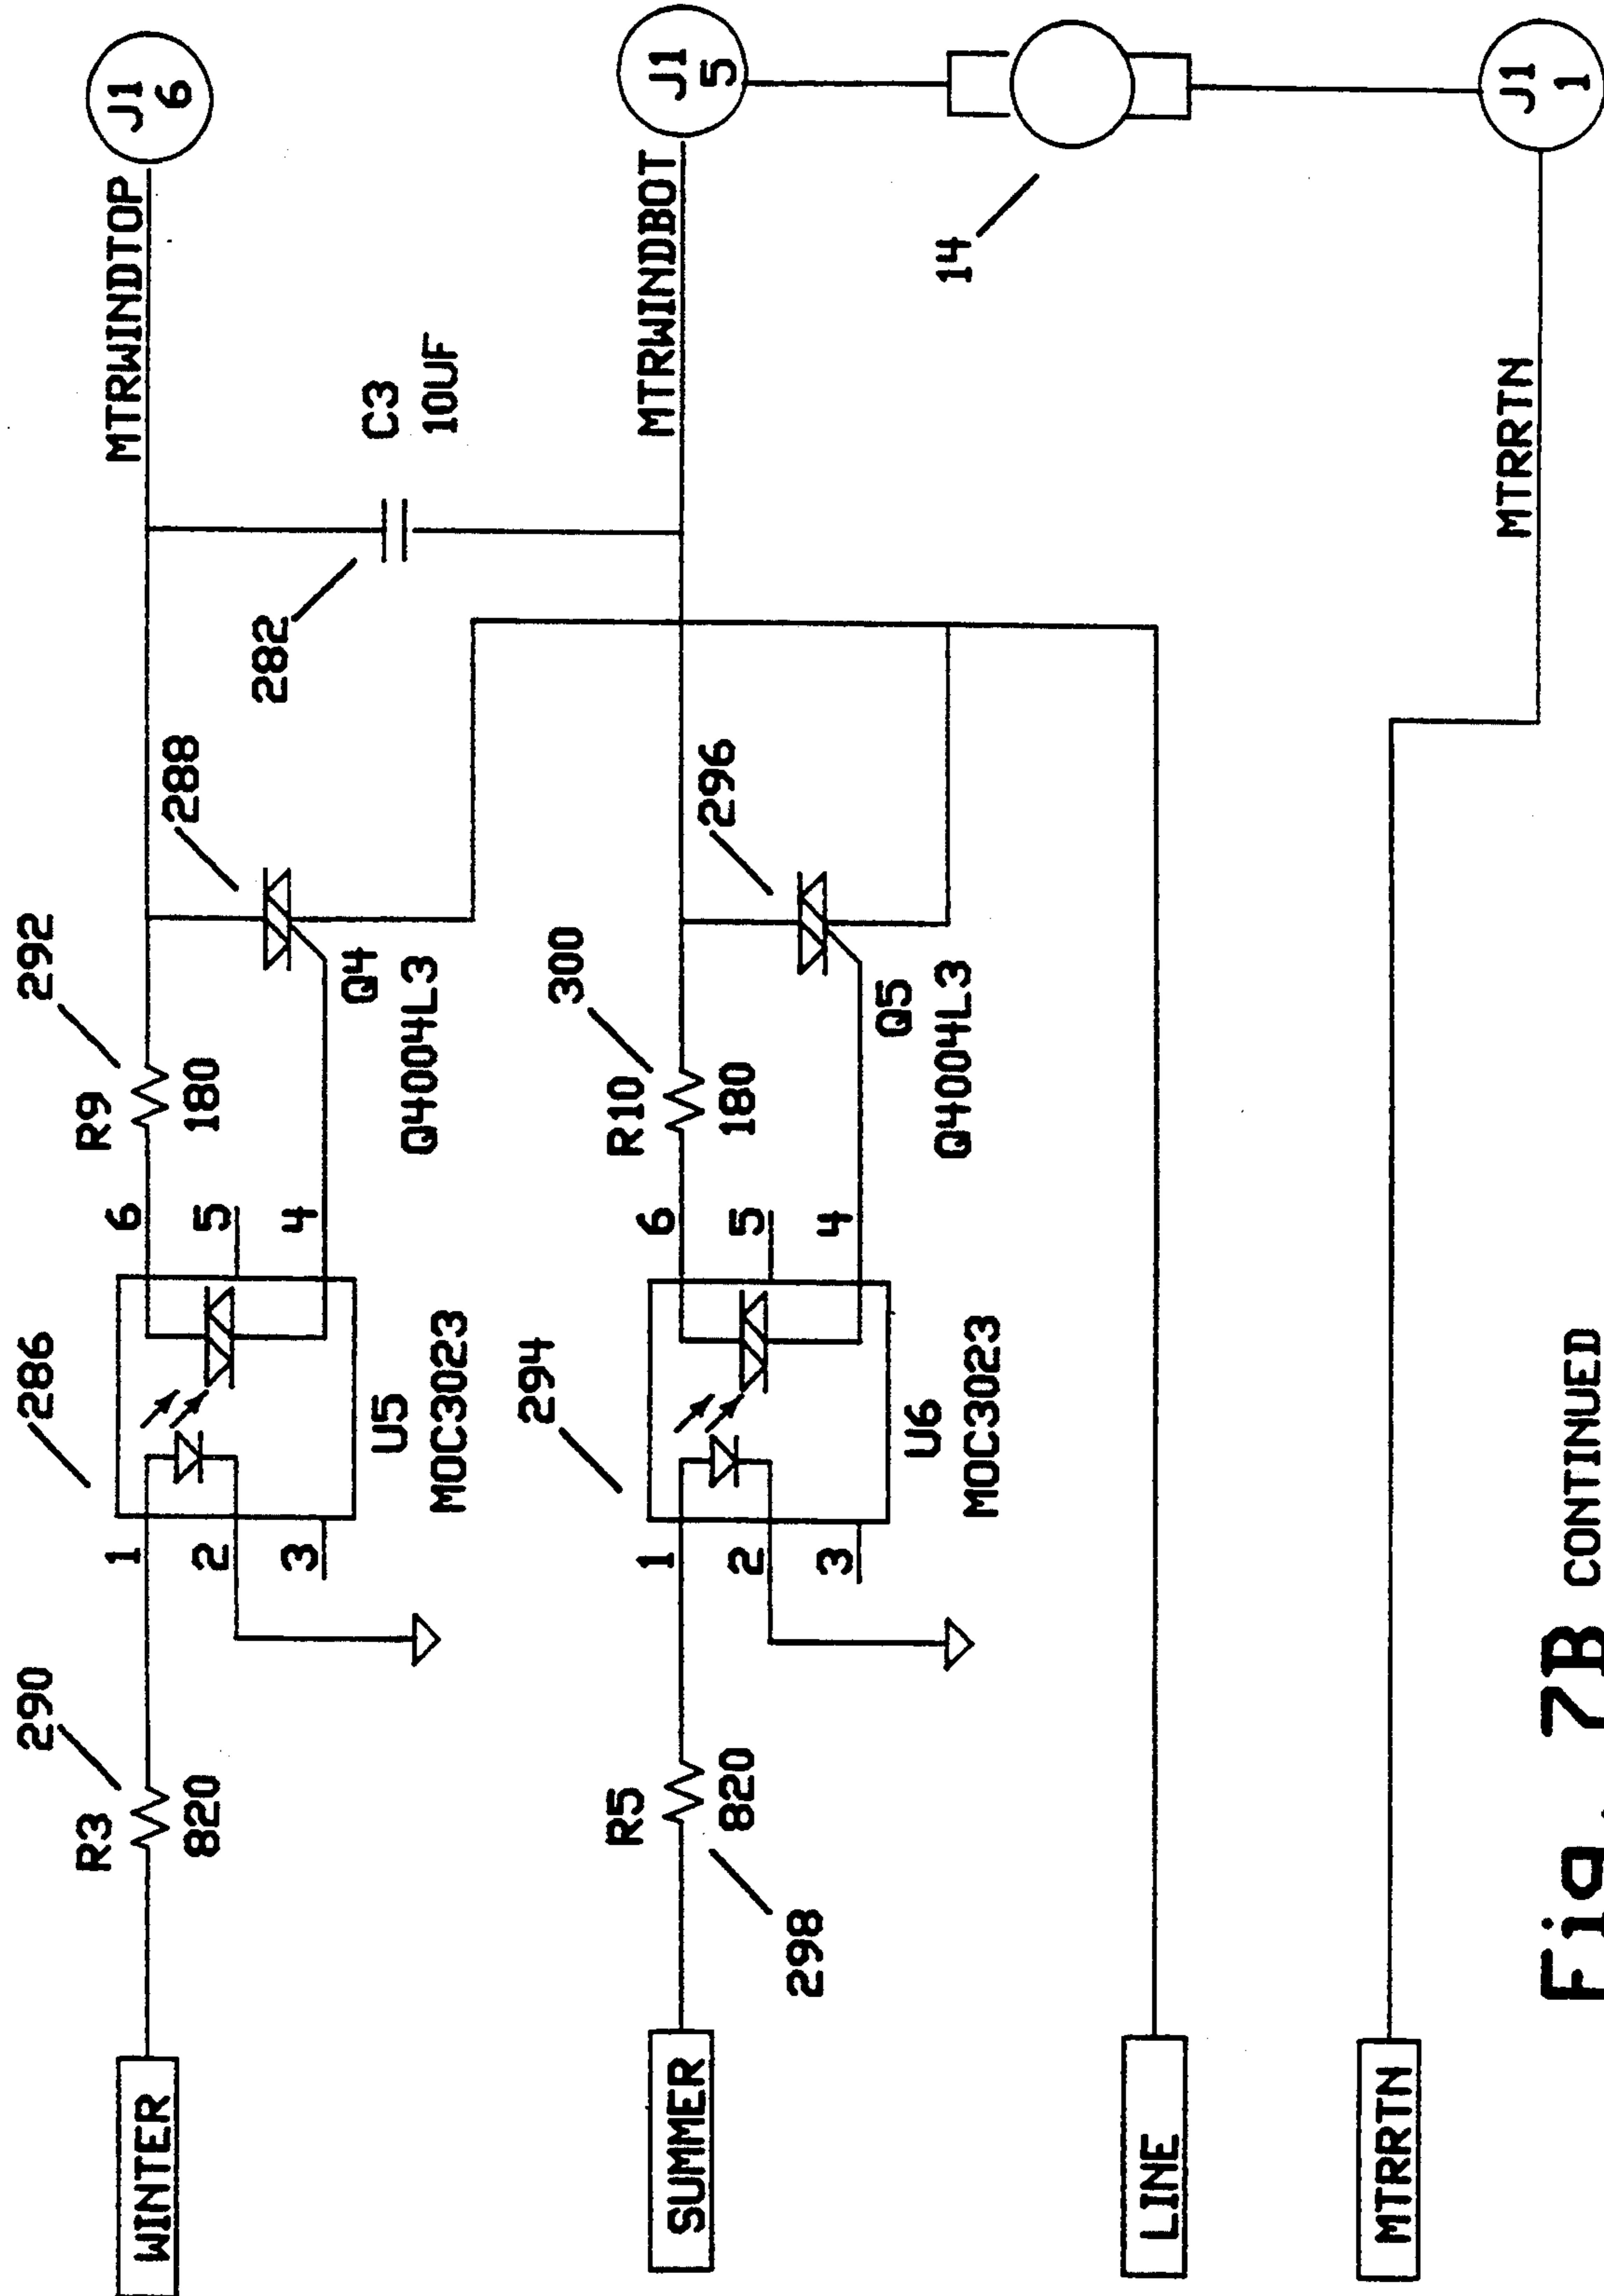 WINTER
R3
820
290
1
2
3
286
U5
MOC3023
6
5
4
R9
180
292
288
Q4
Q4004L3
282
C3
10UF
MTRWINDTOP
J1
6
SUMMER
R5
820
298
1
2
3
294
U6
MOC3023
6
5
4
R10
180
300
296
Q5
Q4004L3
MTRWINDBOT
J1
5
14
LINE
MTRRTN
MTRRTN
J1
1
Fig. 7B CONTINUED